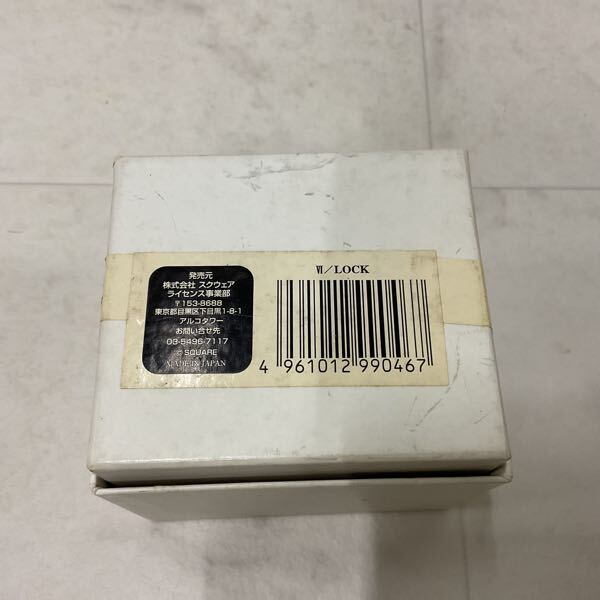 発売元
株式会社 スクウェア
ライセンス事業部
〒153-8688
東京都目黒区下目黒1-8-1
アルコタワー
お問い合せ先
03-5496-7117
© SQUARE
MADE IN JAPAN
Ⅵ/LOCK
4 961012 990467